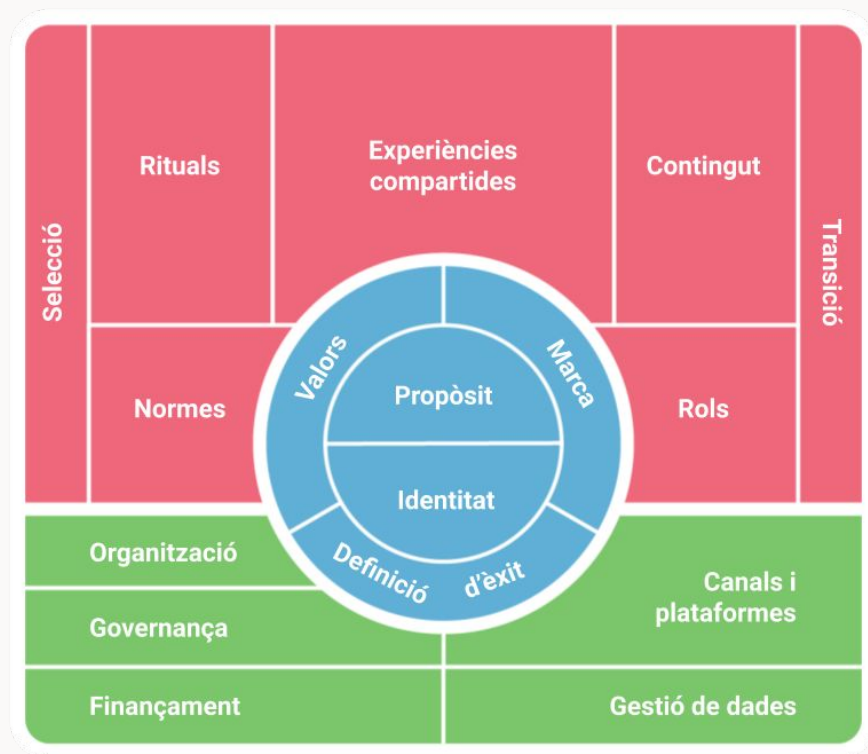 Selecció
Rituals
Experiències
compartides
Contingut
Transició
Normes
Valors
Marca
Propòsit
Identitat
Definició d'èxit
Rols
Organització
Governança
Finançament
Canals i
plataformes
Gestió de dades